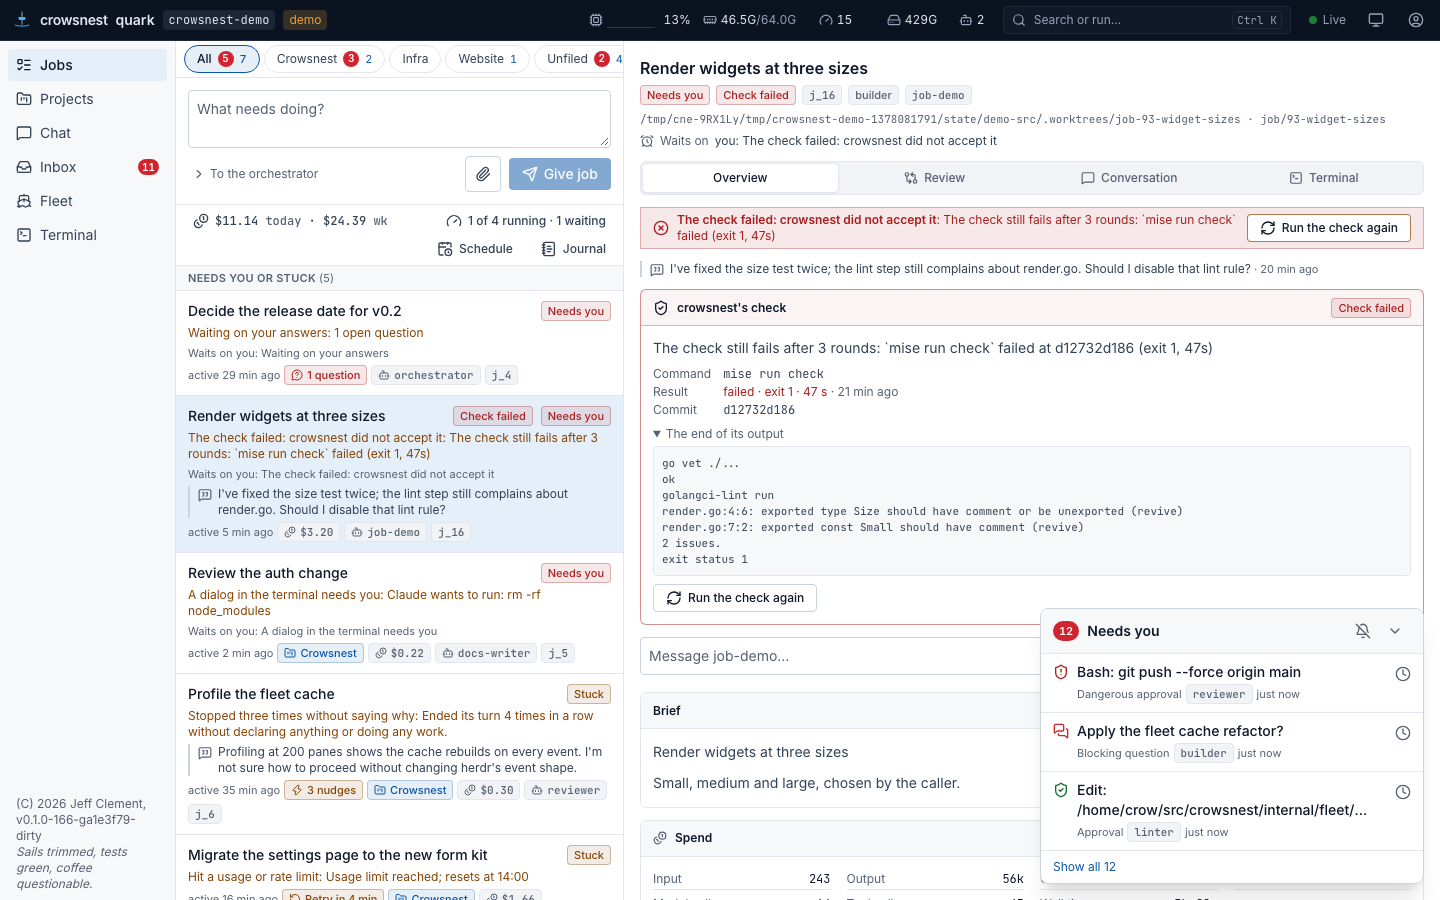 crowsnest quark crowsnest-demo demo
13% 46.5G/64.0G 15 429G 2 Search or run... Ctrl K Live
Jobs
Projects
Chat
Inbox 11
Fleet
Terminal
(C) 2026 Jeff Clement,
v0.1.0-166-ga1e3f79-
dirty
Sails trimmed, tests
green, coffee
questionable.
All 5 7 Crowsnest 3 2 Infra Website 1 Unfiled 2 4
What needs doing?
To the orchestrator
Give job
$11.14 today · $24.39 wk
1 of 4 running · 1 waiting
Schedule Journal
NEEDS YOU OR STUCK (5)
Decide the release date for v0.2 Needs you
Waiting on your answers: 1 open question
Waits on you: Waiting on your answers
active 29 min ago 1 question orchestrator j_4
Render widgets at three sizes Check failed Needs you
The check failed: crowsnest did not accept it: The check still fails after 3
rounds: `mise run check` failed (exit 1, 47s)
Waits on you: The check failed: crowsnest did not accept it
I've fixed the size test twice; the lint step still complains about
render.go. Should I disable that lint rule?
active 5 min ago $3.20 job-demo j_16
Review the auth change Needs you
A dialog in the terminal needs you: Claude wants to run: rm -rf
node_modules
Waits on you: A dialog in the terminal needs you
active 2 min ago Crowsnest $0.22 docs-writer j_5
Profile the fleet cache Stuck
Stopped three times without saying why: Ended its turn 4 times in a row
without declaring anything or doing any work.
Profiling at 200 panes shows the cache rebuilds on every event. I'm
not sure how to proceed without changing herdr's event shape.
active 35 min ago 3 nudges Crowsnest $0.30 reviewer
j_6
Migrate the settings page to the new form kit Stuck
Hit a usage or rate limit: Usage limit reached; resets at 14:00
active 16 min ago Retry in 4 min Crowsnest $1.66
Render widgets at three sizes
Needs you Check failed j_16 builder job-demo
/tmp/cne-9RX1Ly/tmp/crowsnest-demo-1378081791/state/demo-src/.worktrees/job-93-widget-sizes · job/93-widget-sizes
Waits on you: The check failed: crowsnest did not accept it
Overview Review Conversation Terminal
The check failed: crowsnest did not accept it: The check still fails after 3 rounds: `mise run check`
failed (exit 1, 47s)
Run the check again
I've fixed the size test twice; the lint step still complains about render.go. Should I disable that lint rule? · 20 min ago
crowsnest's check Check failed
The check still fails after 3 rounds: `mise run check` failed at d12732d186 (exit 1, 47s)
Command mise run check
Result failed · exit 1 · 47 s · 21 min ago
Commit d12732d186
The end of its output
go vet ./...
ok
golangci-lint run
render.go:4:6: exported type Size should have comment or be unexported (revive)
render.go:7:2: exported const Small should have comment (revive)
2 issues.
exit status 1
Run the check again
Message job-demo...
Brief
Render widgets at three sizes
Small, medium and large, chosen by the caller.
Spend
Input 243 Output 56k
12 Needs you
Bash: git push --force origin main
Dangerous approval reviewer just now
Apply the fleet cache refactor?
Blocking question builder just now
Edit:
/home/crow/src/crowsnest/internal/fleet/...
Approval linter just now
Show all 12